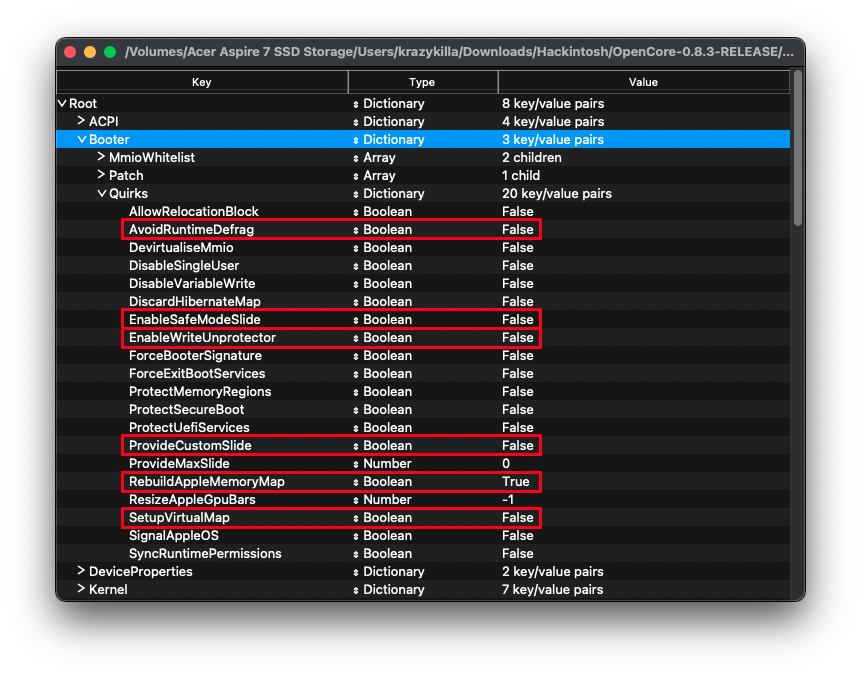 /Volumes/Acer Aspire 7 SSD Storage/Users/krazykilla/Downloads/Hackintosh/OpenCore-0.8.3-RELEASE/...
Key Type Value
Root Dictionary 8 key/value pairs
ACPI Dictionary 4 key/value pairs
Booter Dictionary 3 key/value pairs
MmioWhitelist Array 2 children
Patch Array 1 child
Quirks Dictionary 20 key/value pairs
AllowRelocationBlock Boolean False
AvoidRuntimeDefrag Boolean False
DevirtualiseMmio Boolean False
DisableSingleUser Boolean False
DisableVariableWrite Boolean False
DiscardHibernateMap Boolean False
EnableSafeModeSlide Boolean False
EnableWriteUnprotector Boolean False
ForceBooterSignature Boolean False
ForceExitBootServices Boolean False
ProtectMemoryRegions Boolean False
ProtectSecureBoot Boolean False
ProtectUefiServices Boolean False
ProvideCustomSlide Boolean False
ProvideMaxSlide Number 0
RebuildAppleMemoryMap Boolean True
ResizeAppleGpuBars Number -1
SetupVirtualMap Boolean False
SignalAppleOS Boolean False
SyncRuntimePermissions Boolean False
DeviceProperties Dictionary 2 key/value pairs
Kernel Dictionary 7 key/value pairs